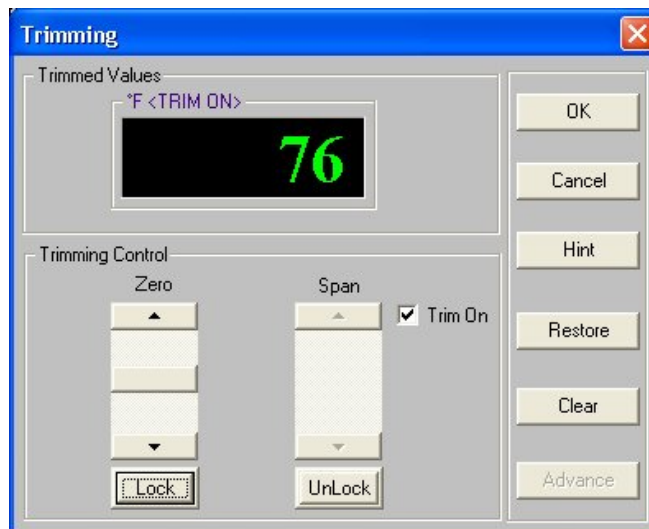 Trimming
Trimmed Values
°F <TRIM ON>
76
OK
Cancel
Hint
Restore
Clear
Advance
Trimming Control
Zero
Span
Trim On
Lock
UnLock